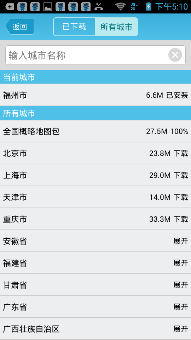 下午5:10
返回
已下载 所有城市
输入城市名称
当前城市
福州市 6.6M 已安装
所有城市
全国概略地图包 27.5M 100%
北京市 23.8M 下载
上海市 29.0M 下载
天津市 14.0M 下载
重庆市 33.3M 下载
安徽省 展开
福建省 展开
甘肃省 展开
广东省 展开
广西壮族自治区 展开